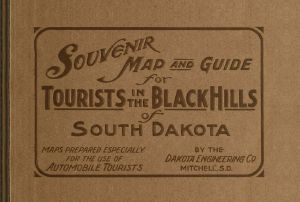 SOUVENIR
MAP AND GUIDE
for
TOURISTS IN THE BLACK HILLS
of
SOUTH DAKOTA
MAPS PREPARED ESPECIALLY
FOR THE USE OF
AUTOMOBILE TOURISTS
BY THE
DAKOTA ENGINEERING CO
MITCHELL, S.D.